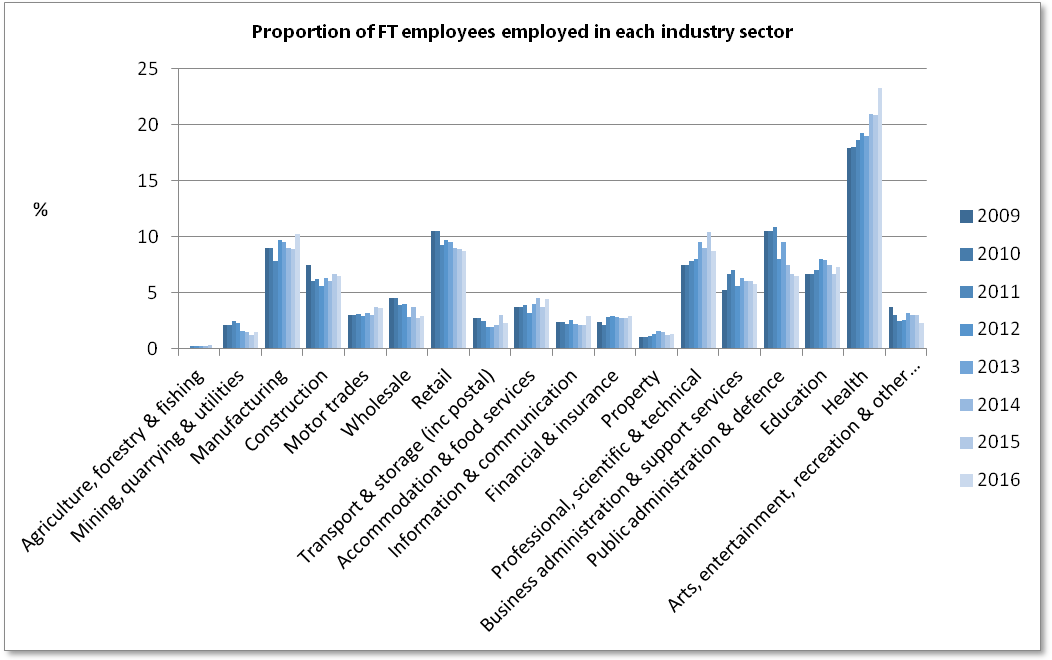 Proportion of FT employees employed in each industry sector
25
20
15
10
5
0
%
Agriculture, forestry & fishing
Mining, quarrying & utilities
Manufacturing
Construction
Motor trades
Wholesale
Retail
Transport & storage (inc postal)
Accommodation & food services
Information & communication
Financial & insurance
Property
Professional, scientific & technical
Business administration & support services
Public administration & defence
Education
Health
Arts, entertainment, recreation & other...
2009
2010
2011
2012
2013
2014
2015
2016